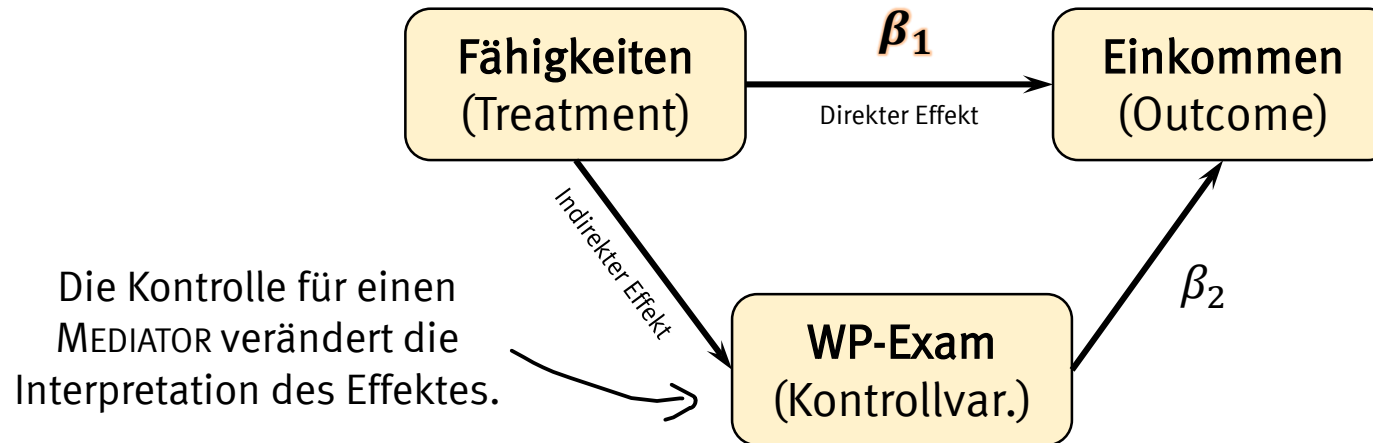 Fähigkeiten
(Treatment)
β₁
Direkter Effekt
Einkommen
(Outcome)
Indirekter Effekt
Die Kontrolle für einen
MEDIATOR verändert die
Interpretation des Effektes.
WP-Exam
(Kontrollvar.)
β₂